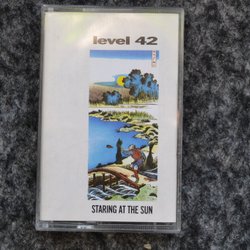 level 42
STARING AT THE SUN